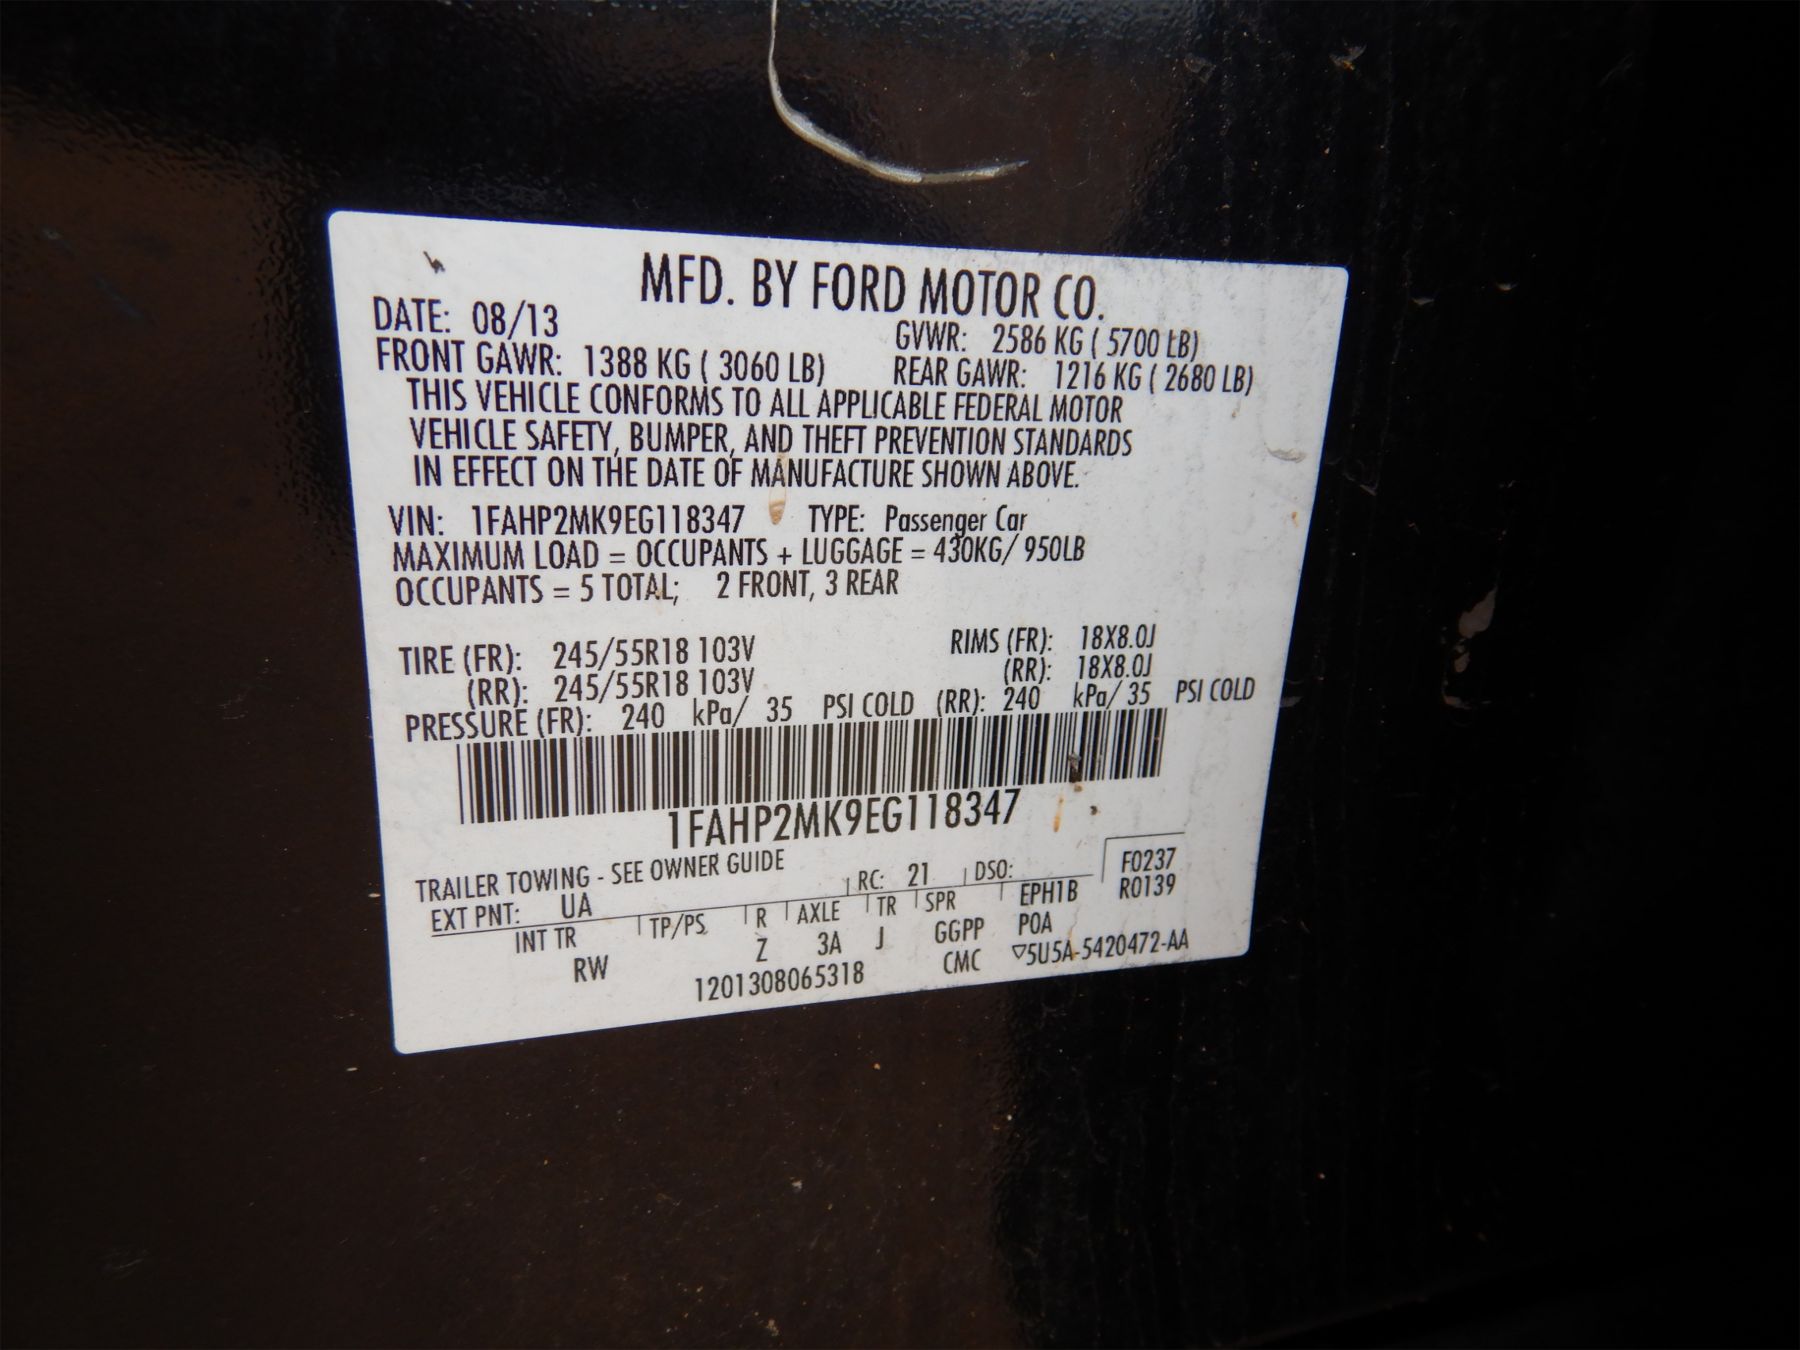 MFD. BY FORD MOTOR CO.
DATE: 08/13 GVWR: 2586 KG ( 5700 LB)
FRONT GAWR: 1388 KG ( 3060 LB) REAR GAWR: 1216 KG ( 2680 LB)
THIS VEHICLE CONFORMS TO ALL APPLICABLE FEDERAL MOTOR
VEHICLE SAFETY, BUMPER, AND THEFT PREVENTION STANDARDS
IN EFFECT ON THE DATE OF MANUFACTURE SHOWN ABOVE.
VIN: 1FAHP2MK9EG118347 TYPE: Passenger Car
MAXIMUM LOAD = OCCUPANTS + LUGGAGE = 430KG/ 950LB
OCCUPANTS = 5 TOTAL; 2 FRONT, 3 REAR
TIRE (FR): 245/55R18 103V RIMS (FR): 18X8.0J
(RR): 245/55R18 103V (RR): 18X8.0J
PRESSURE (FR): 240 kPa/ 35 PSI COLD (RR): 240 kPa/ 35 PSI COLD
1FAHP2MK9EG118347
TRAILER TOWING - SEE OWNER GUIDE F0237
EXT PNT: UA RC: 21 DSO: R0139
INT TR TP/PS R AXLE TR SPR EPH1B
RW Z 3A J GGPP POA
1201308065318 CMC ▽5U5A-5420472-AA